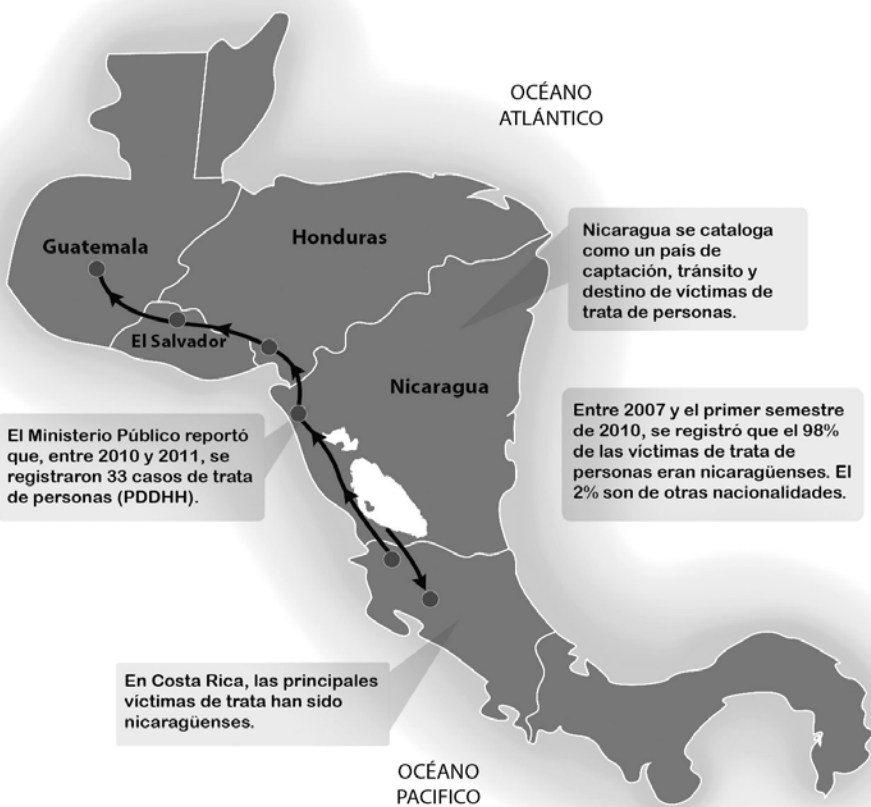 OCÉANO
ATLÁNTICO
Guatemala
Honduras
Nicaragua se cataloga
como un país de
captación, tránsito y
destino de víctimas de
trata de personas.
El Salvador
Nicaragua
Entre 2007 y el primer semestre
de 2010, se registró que el 98%
de las víctimas de trata de
personas eran nicaragüenses. El
2% son de otras nacionalidades.
El Ministerio Público reportó
que, entre 2010 y 2011, se
registraron 33 casos de trata
de personas (PDDHH).
En Costa Rica, las principales
víctimas de trata han sido
nicaragüenses.
OCÉANO
PACIFICO